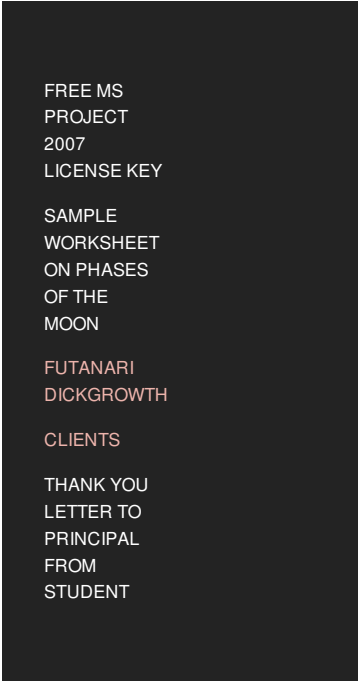 FREE MS
PROJECT
2007
LICENSE KEY
SAMPLE
WORKSHEET
ON PHASES
OF THE
MOON
FUTANARI
DICKGROWTH
CLIENTS
THANK YOU
LETTER TO
PRINCIPAL
FROM
STUDENT